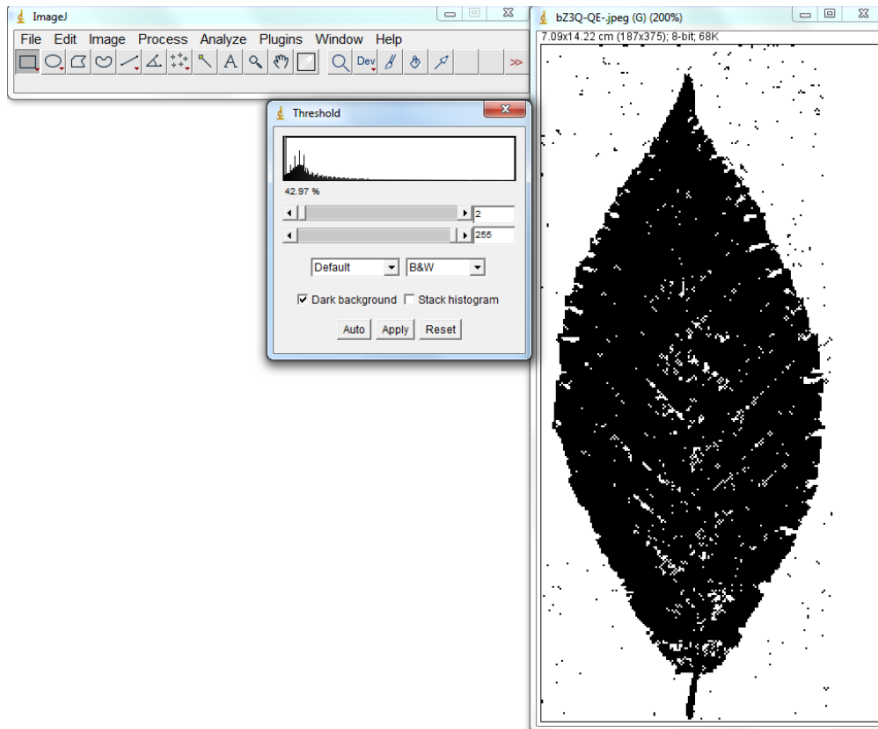 ImageJ
File Edit Image Process Analyze Plugins Window Help
A Dev >>
Threshold
42.97 %
2
255
Default B&W
Dark background Stack histogram
Auto Apply Reset
bZ3Q-QE-.jpeg (G) (200%)
7.09x14.22 cm (187x375); 8-bit; 68K